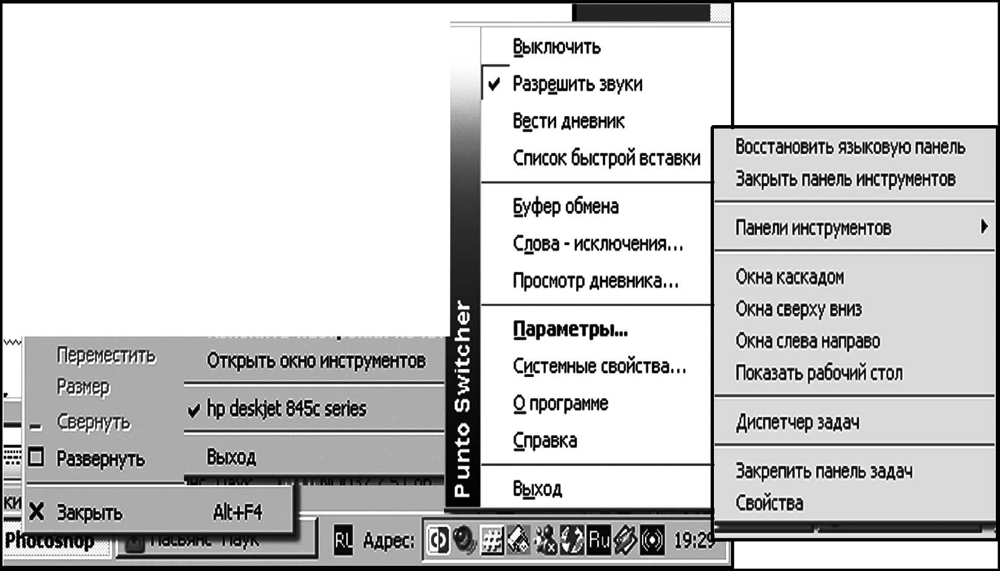 Выключить
Разрешить звуки
Вести дневник
Список быстрой вставки
Буфер обмена
Слова - исключения...
Просмотр дневника...
Параметры...
Системные свойства...
О программе
Справка
Выход
Punto Switcher
Восстановить языковую панель
Закрыть панель инструментов
Панели инструментов
Окна каскадом
Окна сверху вниз
Окна слева направо
Показать рабочий стол
Диспетчер задач
Закрепить панель задач
Свойства
Переместить
Размер
Свернуть
Развернуть
Закрыть Alt+F4
Открыть окно инструментов
hp deskjet 845c series
Выход
ки
Photoshop
Пасьянс "Паук"
RL
Адрес:
Ru
19:29